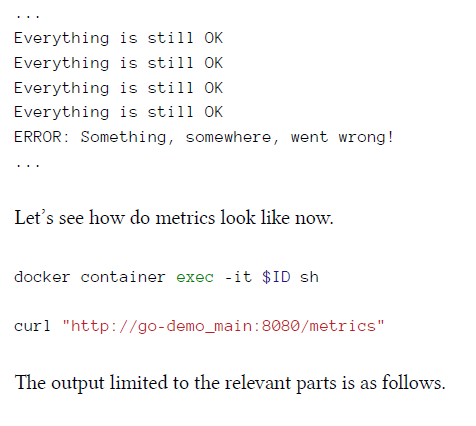 ...
Everything is still OK
Everything is still OK
Everything is still OK
Everything is still OK
ERROR: Something, somewhere, went wrong!
...
Let’s see how do metrics look like now.
docker container exec -it $ID sh
curl "http://go-demo_main:8080/metrics"
The output limited to the relevant parts is as follows.